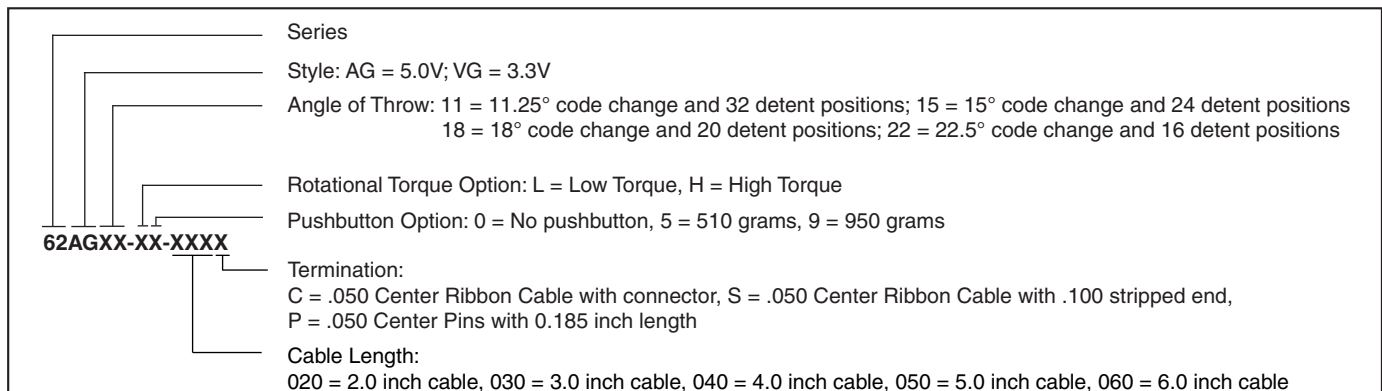 Series
Style: AG = 5.0V; VG = 3.3V
Angle of Throw: 11 = 11.25° code change and 32 detent positions; 15 = 15° code change and 24 detent positions
18 = 18° code change and 20 detent positions; 22 = 22.5° code change and 16 detent positions
Rotational Torque Option: L = Low Torque, H = High Torque
Pushbutton Option: 0 = No pushbutton, 5 = 510 grams, 9 = 950 grams
62AGXX-XX-XXXX
Termination:
C = .050 Center Ribbon Cable with connector, S = .050 Center Ribbon Cable with .100 stripped end,
P = .050 Center Pins with 0.185 inch length
Cable Length:
020 = 2.0 inch cable, 030 = 3.0 inch cable, 040 = 4.0 inch cable, 050 = 5.0 inch cable, 060 = 6.0 inch cable